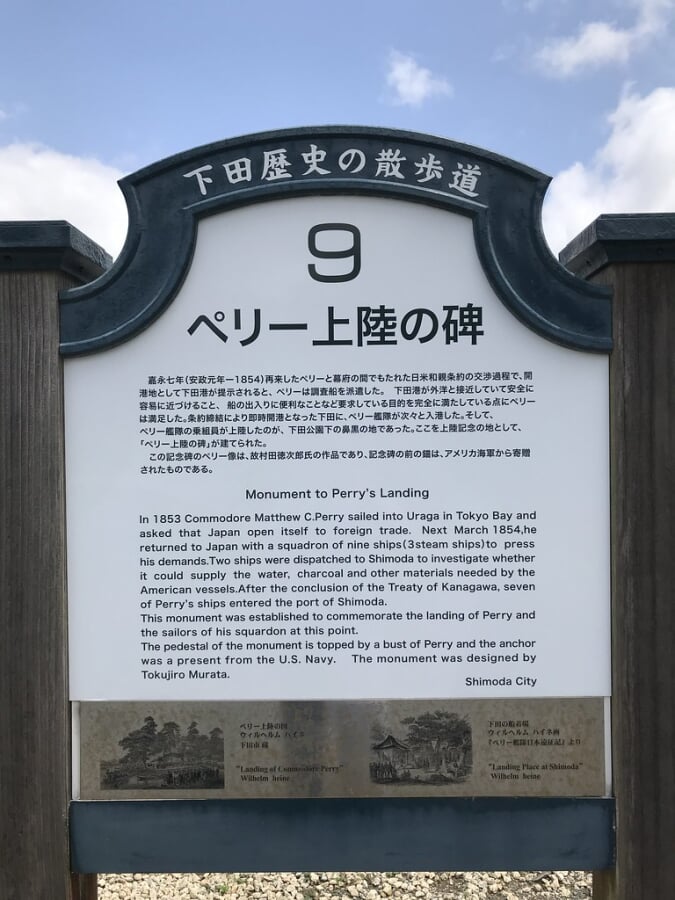 下田歴史の散歩道
9
ペリー上陸の碑
嘉永七年(安政元年ー1854)再来したペリーと幕府の間でもたれた日米和親条約の交渉過程で、開
港地として下田港が提示されると、ペリーは調査船を派遣した。 下田港が外洋と接近していて安全に
容易に近づけること、 船の出入りに便利なことなど要求している目的を完全に満たしている点にペリー
は満足した。条約締結により即時開港となった下田に、ペリー艦隊が次々と入港した。そして、
ペリー艦隊の乗組員が上陸したのが、 下田公園下の鼻黒の地であった。ここを上陸記念の地として、
「ペリー上陸の碑」が建てられた。
この記念碑のペリー像は、故村田徳次郎氏の作品であり、記念碑の前の錨は、アメリカ海軍から寄贈
されたものである。
Monument to Perry's Landing
In 1853 Commodore Matthew C.Perry sailed into Uraga in Tokyo Bay and
asked that Japan open itself to foreign trade. Next March 1854,he
returned to Japan with a squadron of nine ships(3steam ships)to press
his demands.Two ships were dispatched to Shimoda to investigate whether
it could supply the water, charcoal and other materials needed by the
American vessels.After the conclusion of the Treaty of Kanagawa, seven
of Perry's ships entered the port of Shimoda.
This monument was established to commemorate the landing of Perry and
the sailors of his squardon at this point.
The pedestal of the monument is topped by a bust of Perry and the anchor
was a present from the U.S. Navy. The monument was designed by
Tokujiro Murata.
Shimoda City
ペリー上陸の図
ウィルヘルム ハイネ
下田市 蔵
"Landing of Commodore Perry"
Wilhelm heine
下田の船着場
ウィルヘルム ハイネ画
『ペリー艦隊日本遠征記』より
"Landing Place at Shimoda"
Wilhelm heine